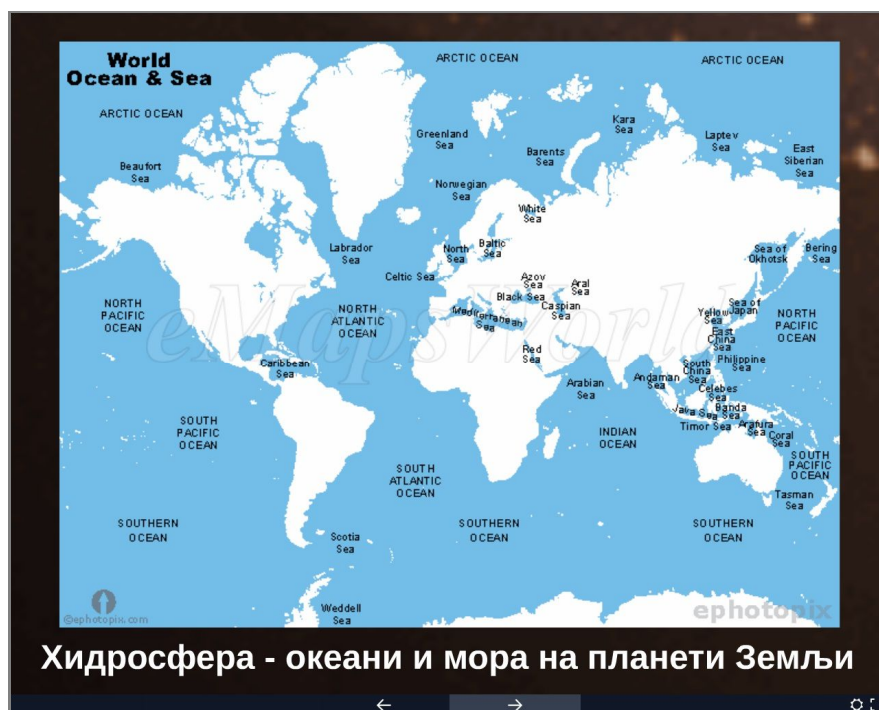 World
Ocean & Sea
ARCTIC OCEAN
ARCTIC OCEAN
ARCTIC OCEAN
Beaufort
Sea
Greenland
Sea
Barents
Sea
Kara
Sea
Laptev
Sea
East
Siberian
Sea
Norwegian
Sea
White
Sea
Labrador
Sea
North
Sea
Baltic
Sea
Celtic Sea
Sea of
Okhotsk
Bering
Sea
Azov
Sea
Aral
Sea
Black Sea
Caspian
Sea
Mediterranean
Sea
NORTH
PACIFIC
OCEAN
NORTH
ATLANTIC
OCEAN
Sea of
Japan
Yellow
Sea
East
China
Sea
NORTH
PACIFIC
OCEAN
eMapsWorld
Red
Sea
Caribbean
Sea
Arabian
Sea
Andaman
Sea
South
China
Sea
Philippine
Sea
Celebes
Sea
Java Sea
Banda
Sea
Timor Sea
Arafura
Sea
Coral
Sea
SOUTH
PACIFIC
OCEAN
INDIAN
OCEAN
SOUTH
ATLANTIC
OCEAN
SOUTH
PACIFIC
OCEAN
Tasman
Sea
SOUTHERN
OCEAN
SOUTHERN
OCEAN
SOUTHERN
OCEAN
Scotia
Sea
Weddell
Sea
©ephotopix.com
ephotopix
Хидросфера - океани и мора на планети Земљи